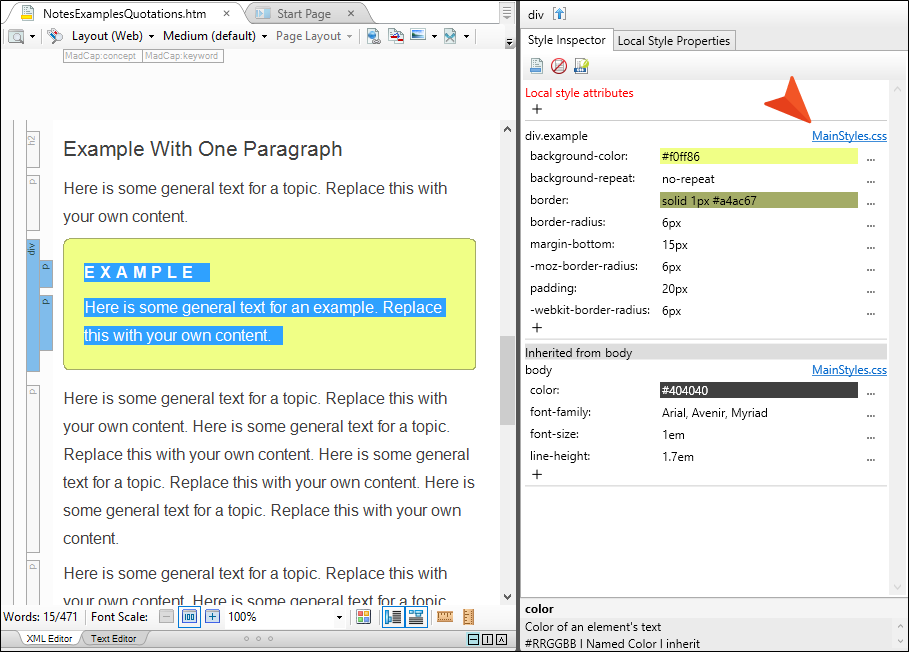 NotesExamplesQuotations.htm
Start Page
Layout (Web)
Medium (default)
Page Layout
MadCap:concept
MadCap:keyword
h2
Example With One Paragraph
p
Here is some general text for a topic. Replace this with
your own content.
div
p
EXAMPLE
p
Here is some general text for an example. Replace
this with your own content.
p
Here is some general text for a topic. Replace this with
your own content. Here is some general text for a topic.
Replace this with your own content. Here is some general
text for a topic. Replace this with your own content. Here is
some general text for a topic. Replace this with your own
content.
p
Here is some general text for a topic. Replace this with
your own content. Here is some general text for a topic.
Words: 15/471
Font Scale:
100
100%
XML Editor
Text Editor
div
Style Inspector
Local Style Properties
Local style attributes
+
div.example
MainStyles.css
background-color:
#f0ff86
...
background-repeat:
no-repeat
...
border:
solid 1px #a4ac67
...
border-radius:
6px
...
margin-bottom:
15px
...
-moz-border-radius:
6px
...
padding:
20px
...
-webkit-border-radius:
6px
...
+
Inherited from body
body
MainStyles.css
color:
#404040
...
font-family:
Arial, Avenir, Myriad
...
font-size:
1em
...
line-height:
1.7em
...
+
color
Color of an element's text
#RRGGBB | Named Color | inherit